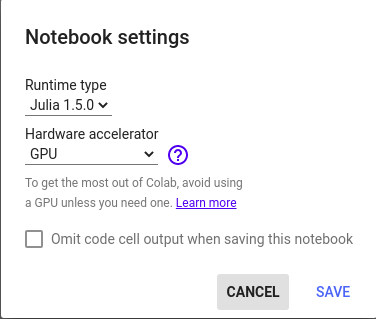 Notebook settings
Runtime type
Julia 1.5.0
Hardware accelerator
GPU
?
To get the most out of Colab, avoid using
a GPU unless you need one. Learn more
Omit code cell output when saving this notebook
CANCEL SAVE